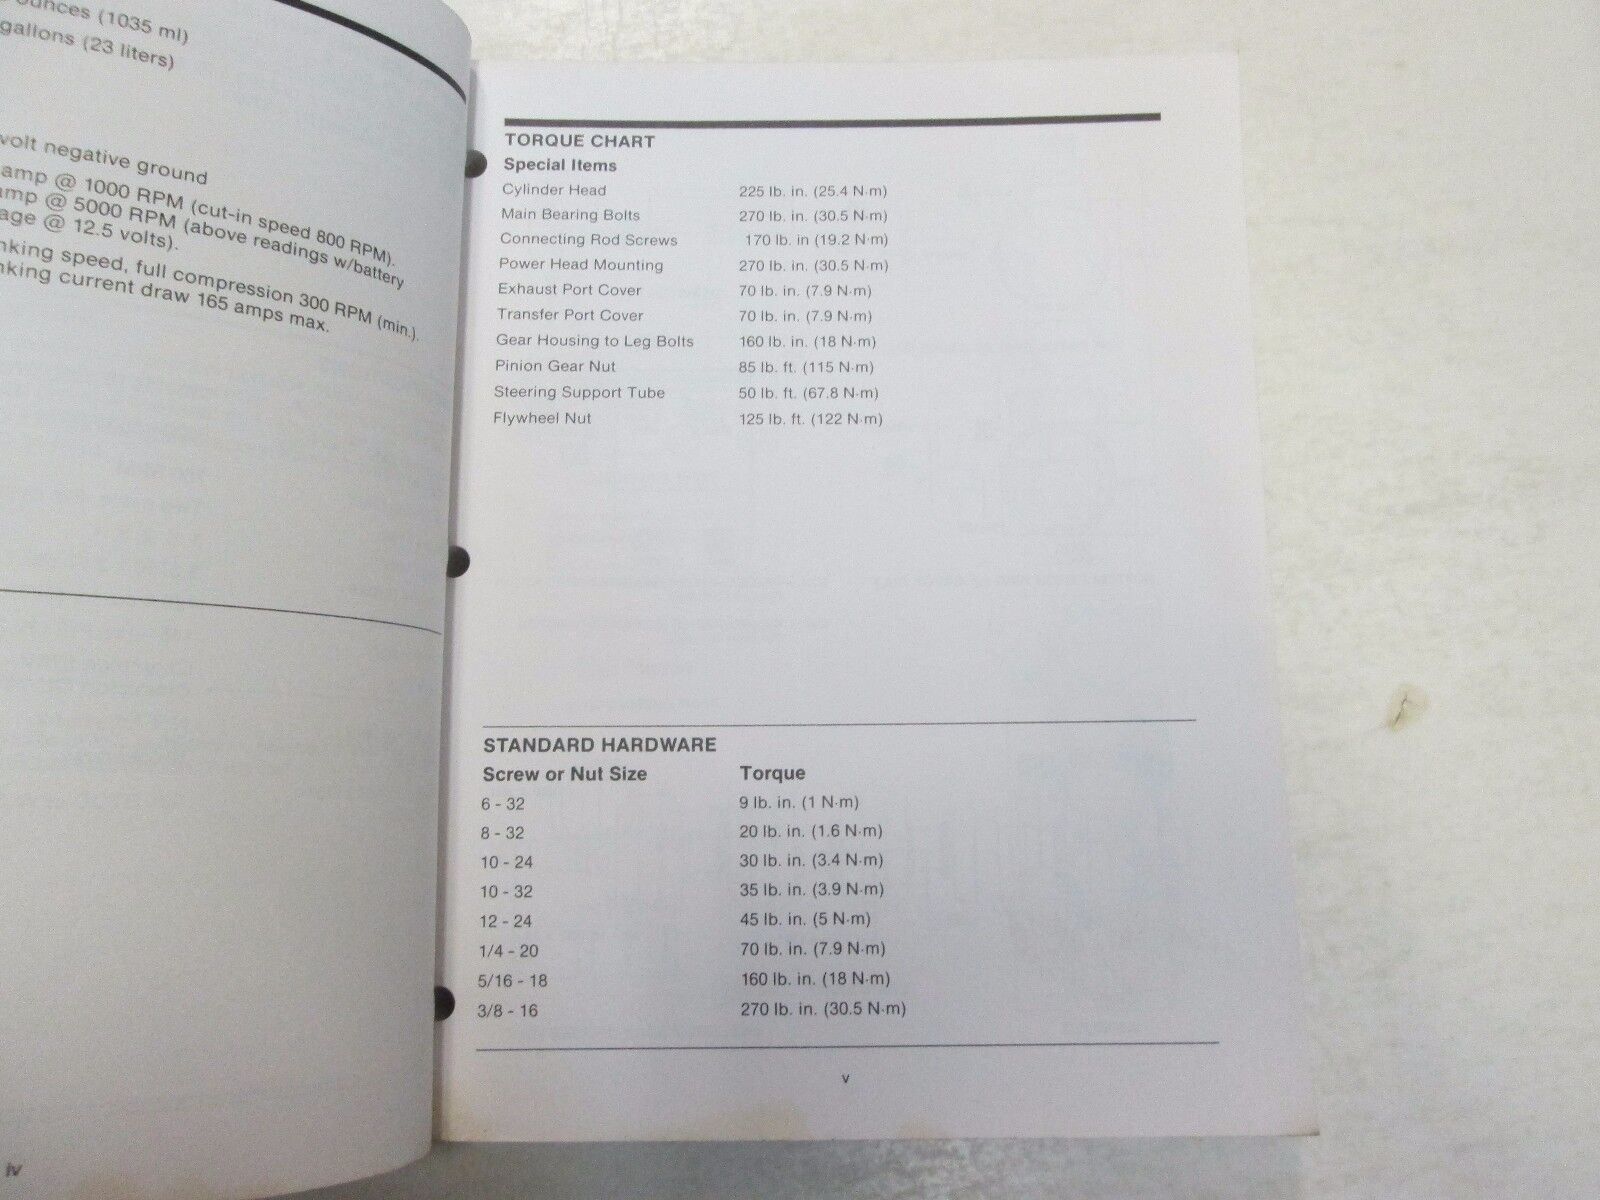 ounces (1035 ml)
gallons (23 liters)
volt negative ground
amp @ 1000 RPM (cut-in speed 800 RPM).
amp @ 5000 RPM (above readings w/battery
age @ 12.5 volts).
nking speed, full compression 300 RPM (min.).
nking current draw 165 amps max.
iv
TORQUE CHART
Special Items
Cylinder Head 225 lb. in. (25.4 N·m)
Main Bearing Bolts 270 lb. in. (30.5 N·m)
Connecting Rod Screws 170 lb. in (19.2 N·m)
Power Head Mounting 270 lb. in. (30.5 N·m)
Exhaust Port Cover 70 lb. in. (7.9 N·m)
Transfer Port Cover 70 lb. in. (7.9 N·m)
Gear Housing to Leg Bolts 160 lb. in. (18 N·m)
Pinion Gear Nut 85 lb. ft. (115 N·m)
Steering Support Tube 50 lb. ft. (67.8 N·m)
Flywheel Nut 125 lb. ft. (122 N·m)
STANDARD HARDWARE
Screw or Nut Size Torque
6 - 32 9 lb. in. (1 N·m)
8 - 32 20 lb. in. (1.6 N·m)
10 - 24 30 lb. in. (3.4 N·m)
10 - 32 35 lb. in. (3.9 N·m)
12 - 24 45 lb. in. (5 N·m)
1/4 - 20 70 lb. in. (7.9 N·m)
5/16 - 18 160 lb. in. (18 N·m)
3/8 - 16 270 lb. in. (30.5 N·m)
v